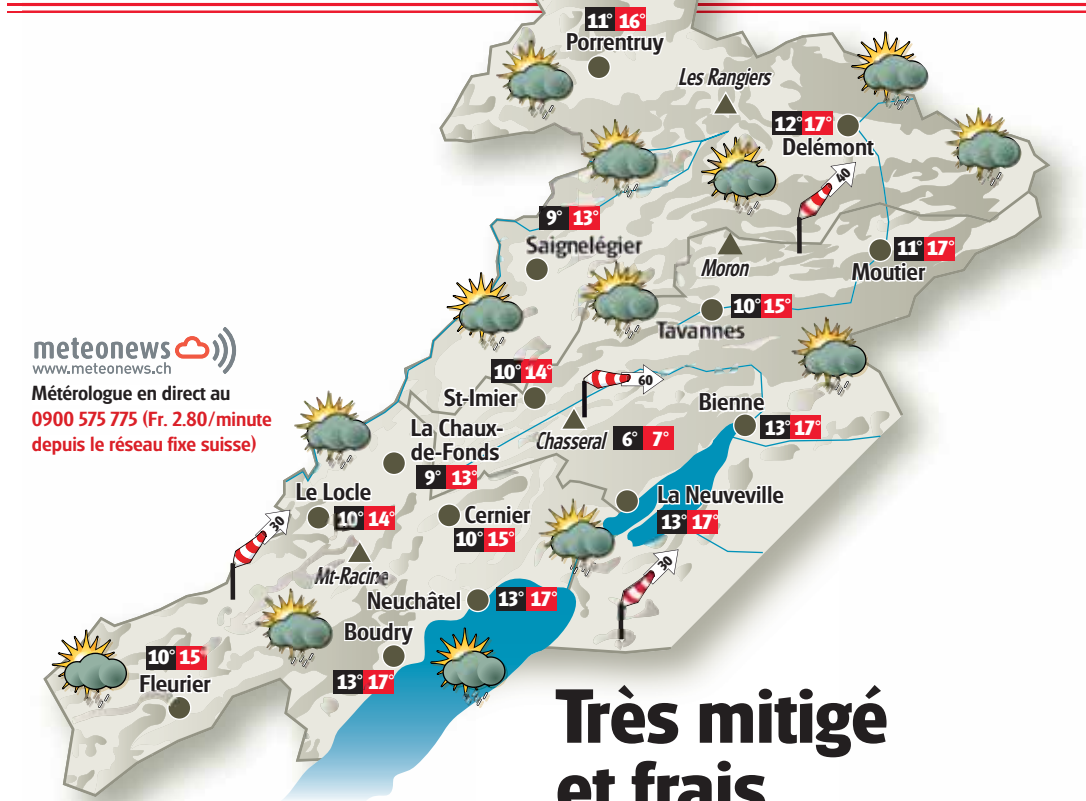 11° 16°
Porrentruy
Les Rangiers
12° 17°
Delémont
40
9° 13°
Saignelégier
Moron
11° 17°
Moutier
10° 15°
Tavannes
meteonews
www.meteonews.ch
Météorologue en direct au
0900 575 775 (Fr. 2.80/minute
depuis le réseau fixe suisse)
10° 14°
St-Imier
60
Chasseral 6° 7°
Bienne
13° 17°
La Chaux-
de-Fonds
9° 13°
Le Locle
10° 14°
Cernier
10° 15°
La Neuveville
13° 17°
30
Mt-Racine
Neuchâtel 13° 17°
30
Boudry
13° 17°
10° 15°
Fleurier
Très mitigé
et frais